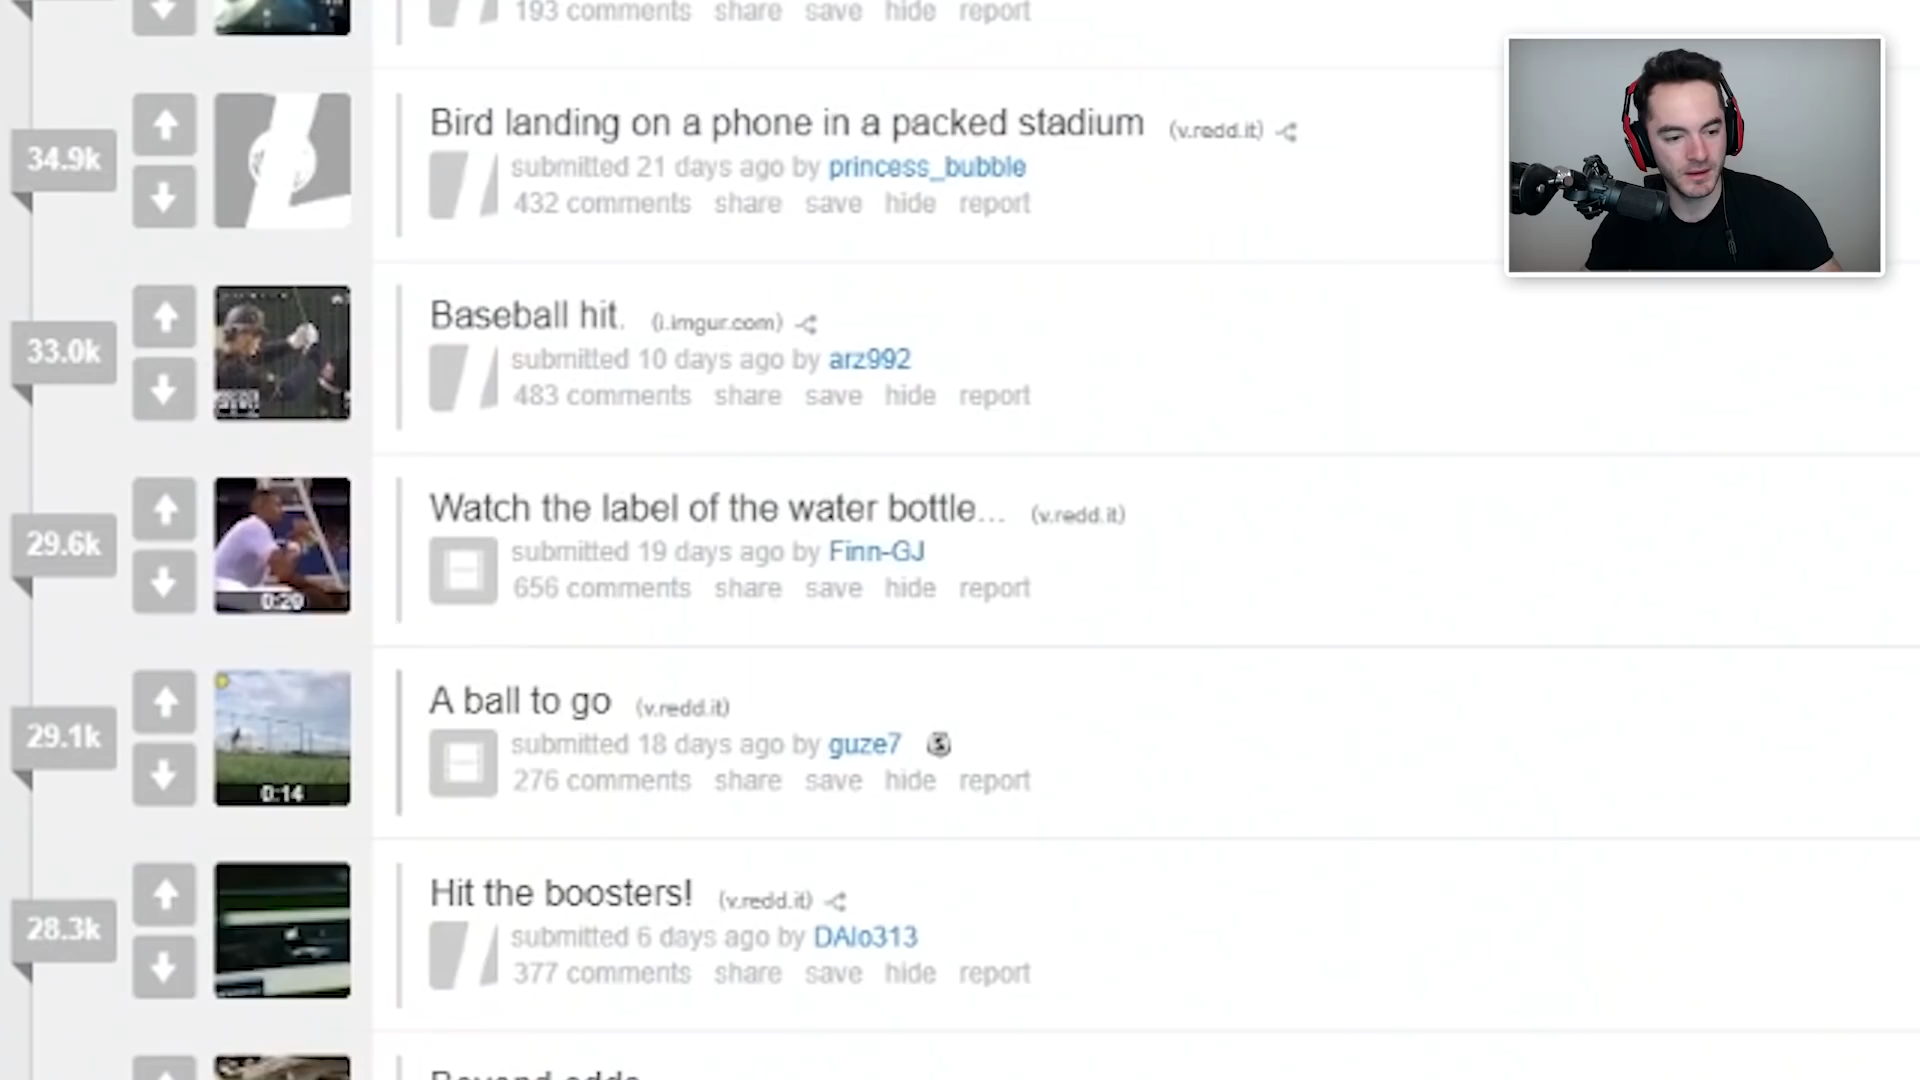 193 comments share save hide report
34.9k
Bird landing on a phone in a packed stadium (v.redd.it)
submitted 21 days ago by princess_bubble
432 comments share save hide report
33.0k
Baseball hit. (i.imgur.com)
submitted 10 days ago by arz992
483 comments share save hide report
29.6k
Watch the label of the water bottle... (v.redd.it)
submitted 19 days ago by Finn-GJ
656 comments share save hide report
0:20
29.1k
A ball to go (v.redd.it)
submitted 18 days ago by guze7
276 comments share save hide report
0:14
28.3k
Hit the boosters! (v.redd.it)
submitted 6 days ago by DAlo313
377 comments share save hide report